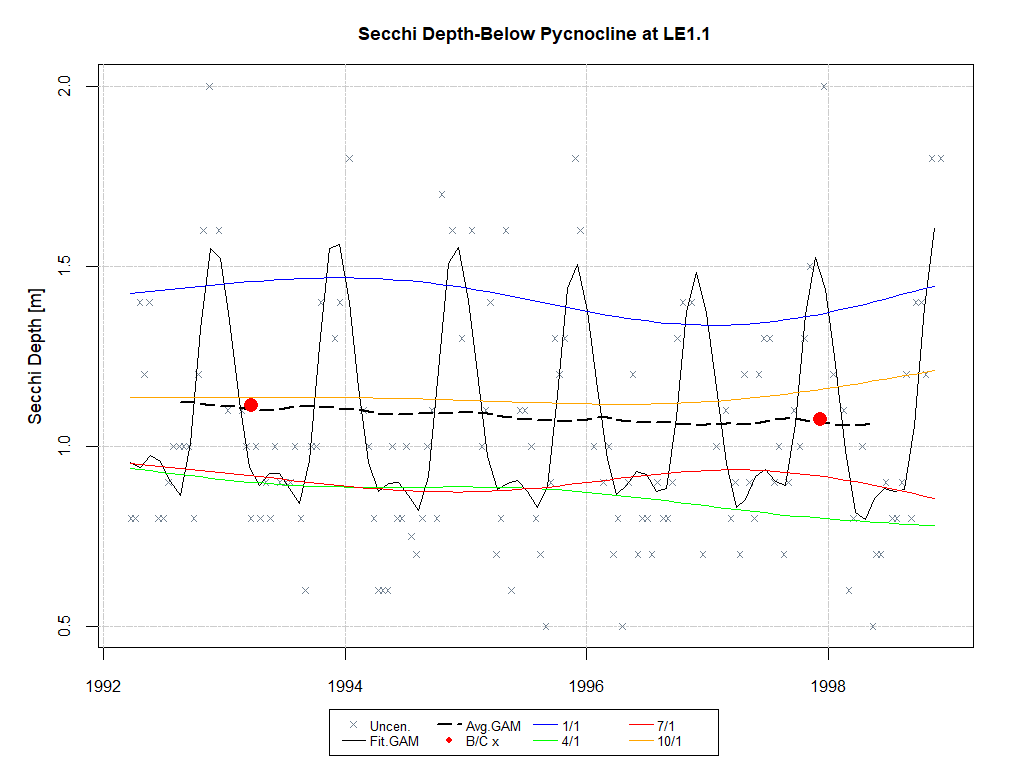 Secchi Depth-Below Pycnocline at LE1.1
Secchi Depth [m]
2.0
1.5
1.0
0.5
1992 1994 1996 1998
Uncen. Avg.GAM 1/1 7/1
Fit.GAM B/C x 4/1 10/1